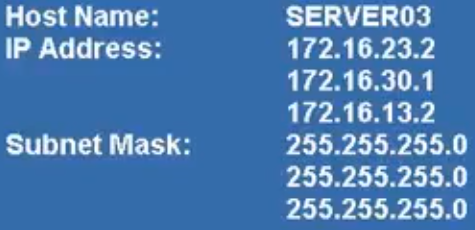 Host Name: SERVER03
IP Address: 172.16.23.2
172.16.30.1
172.16.13.2
Subnet Mask: 255.255.255.0
255.255.255.0
255.255.255.0